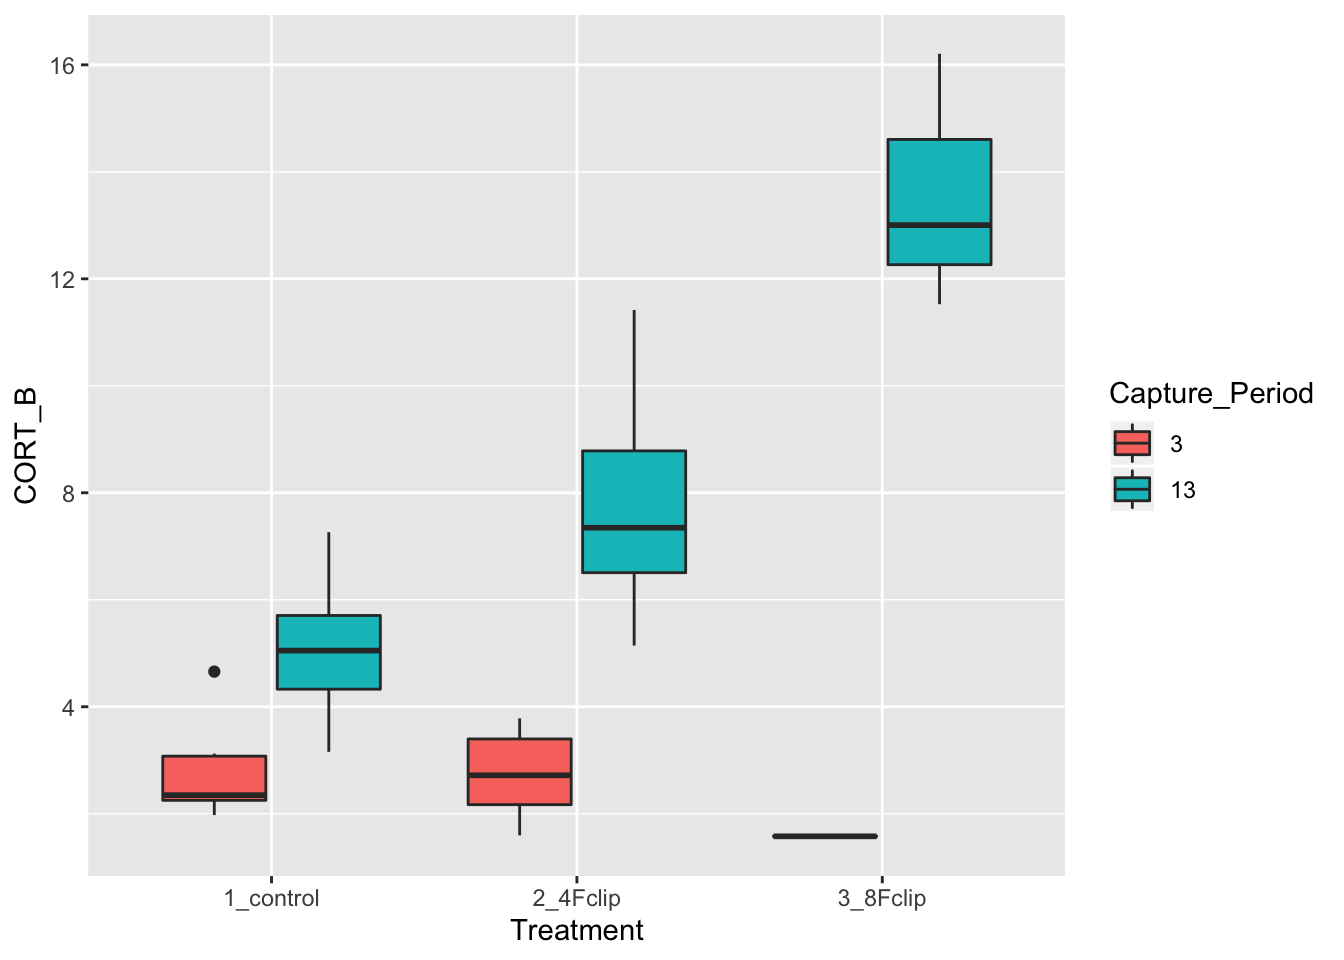 16
12
8
4
CORT_B
1_control
2_4Fclip
3_8Fclip
Treatment
Capture_Period
3
13